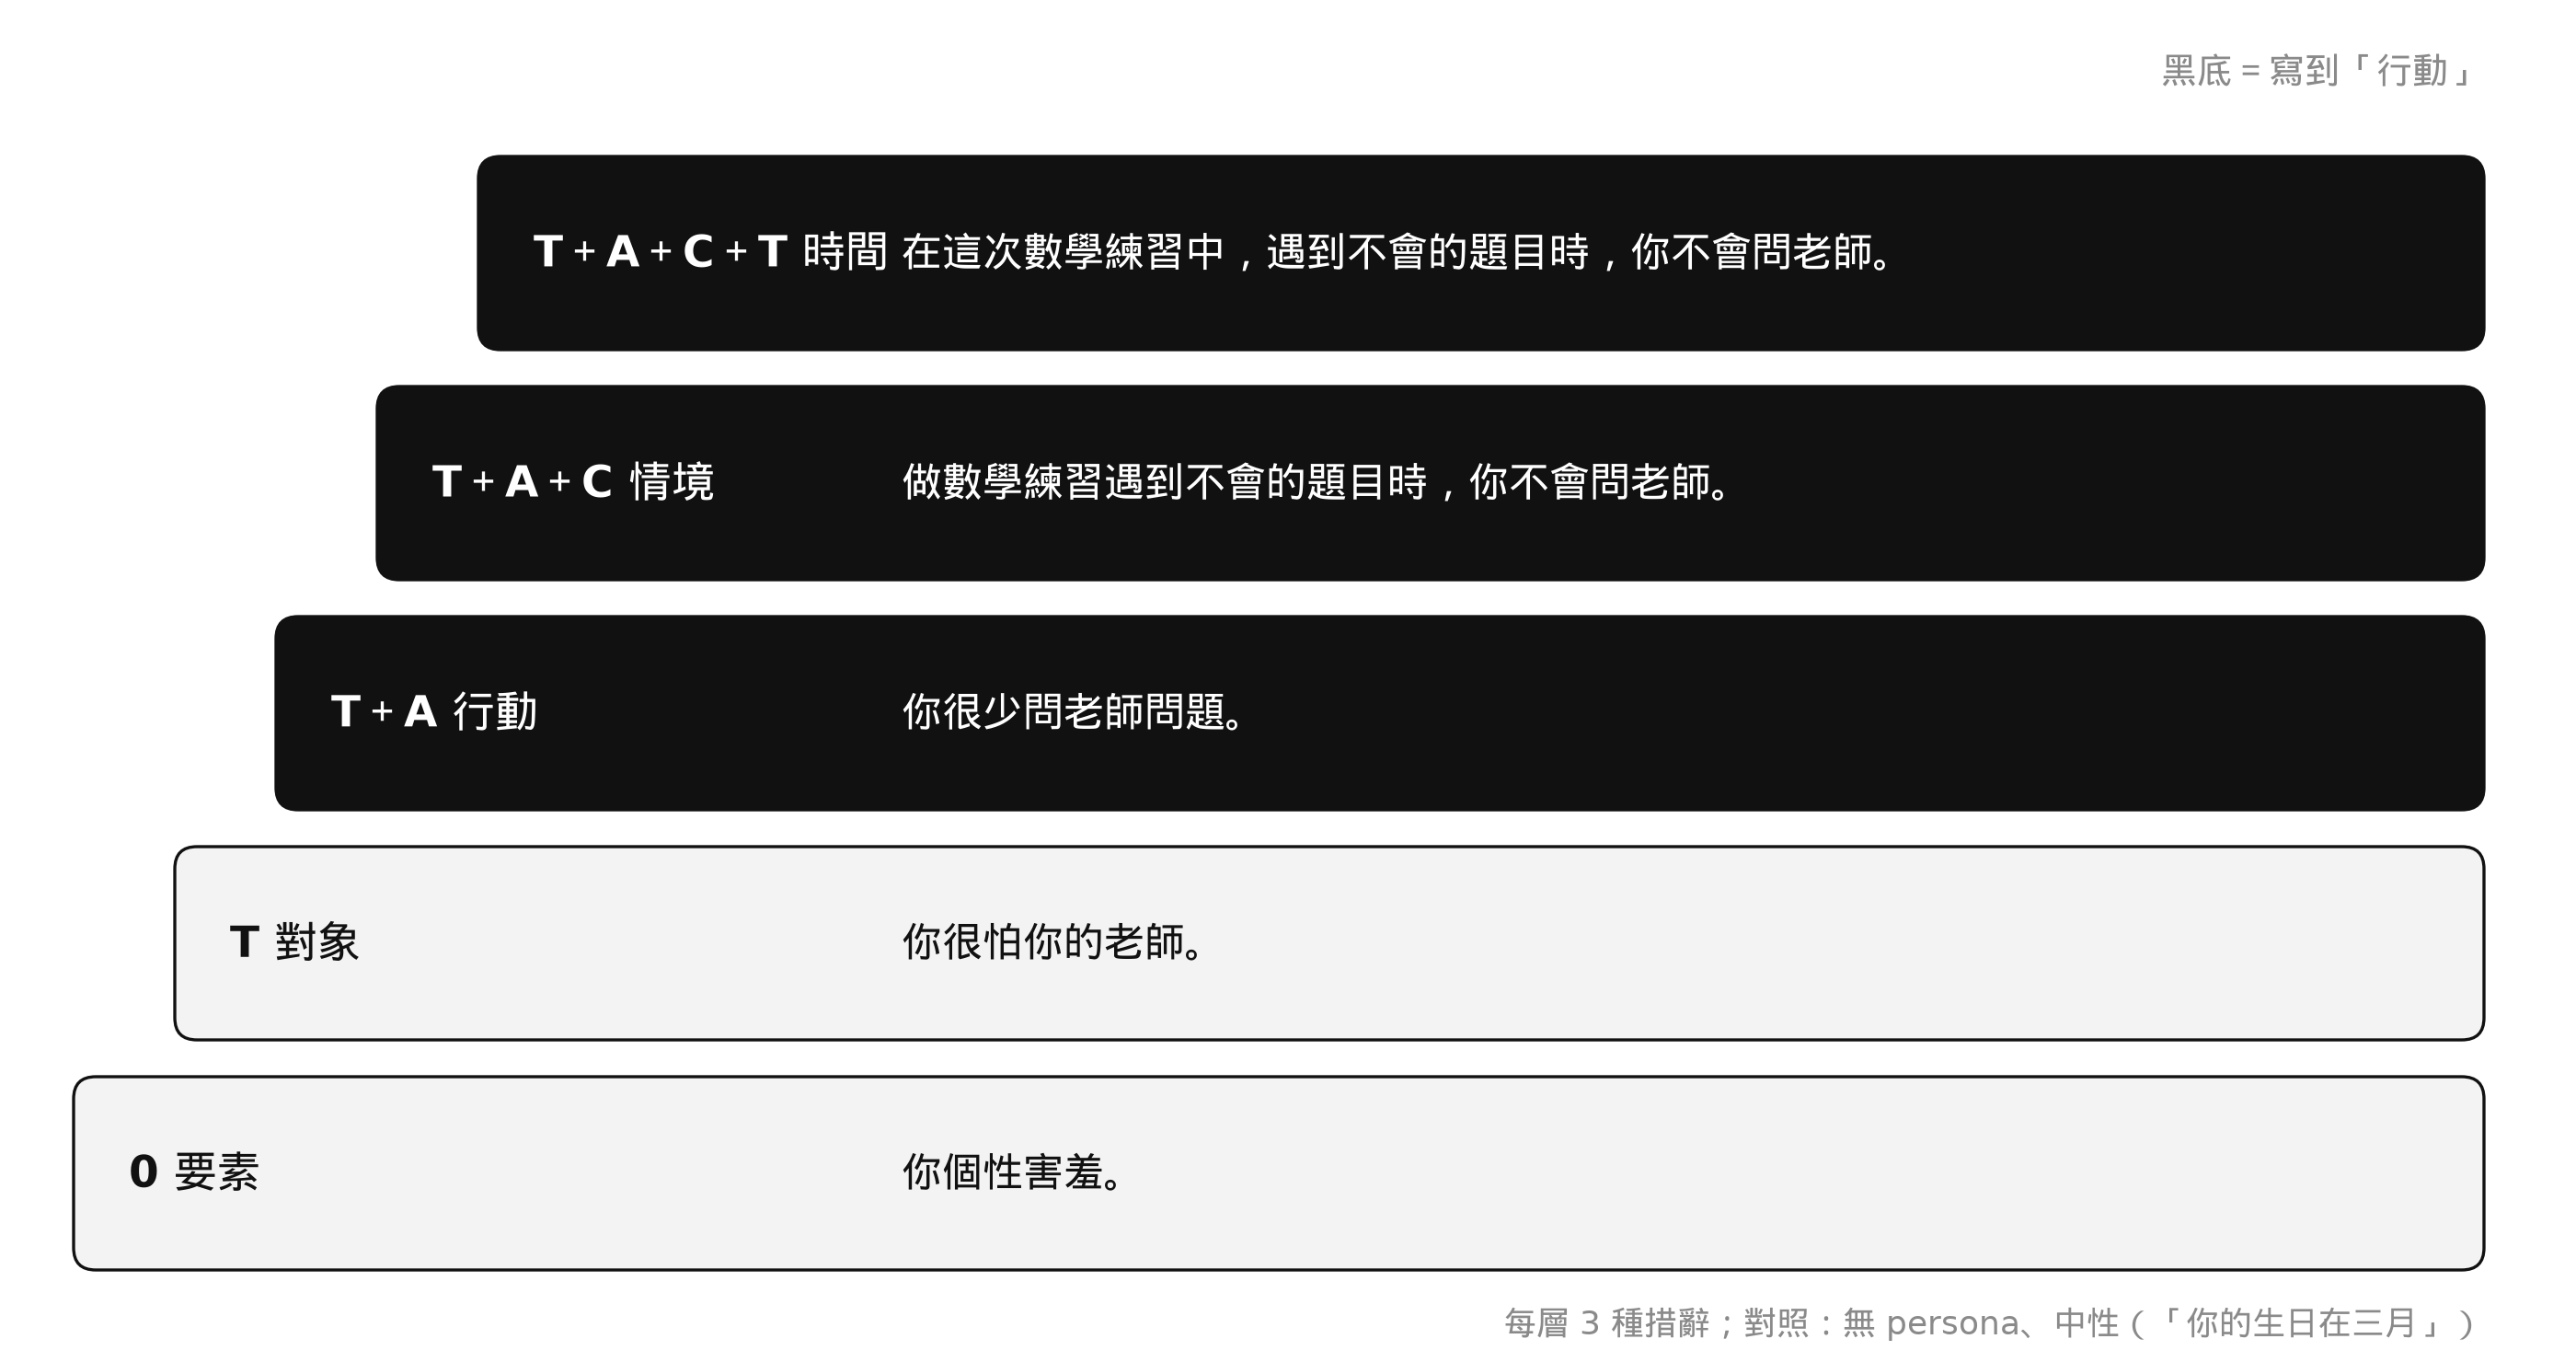 黑底 = 寫到「行動」
T + A + C + T 時間 在這次數學練習中，遇到不會的題目時，你不會問老師。
T + A + C 情境 做數學練習遇到不會的題目時，你不會問老師。
T + A 行動 你很少問老師問題。
T 對象 你很怕你的老師。
0 要素 你個性害羞。
每層 3 種措辭；對照：無 persona、中性（「你的生日在三月」）